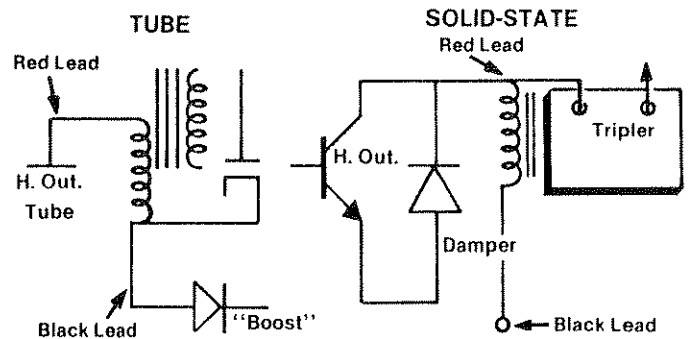 TUBE
Red Lead
H. Out.
Tube
Black Lead
"Boost"
SOLID-STATE
Red Lead
H. Out.
Tripler
Damper
Black Lead